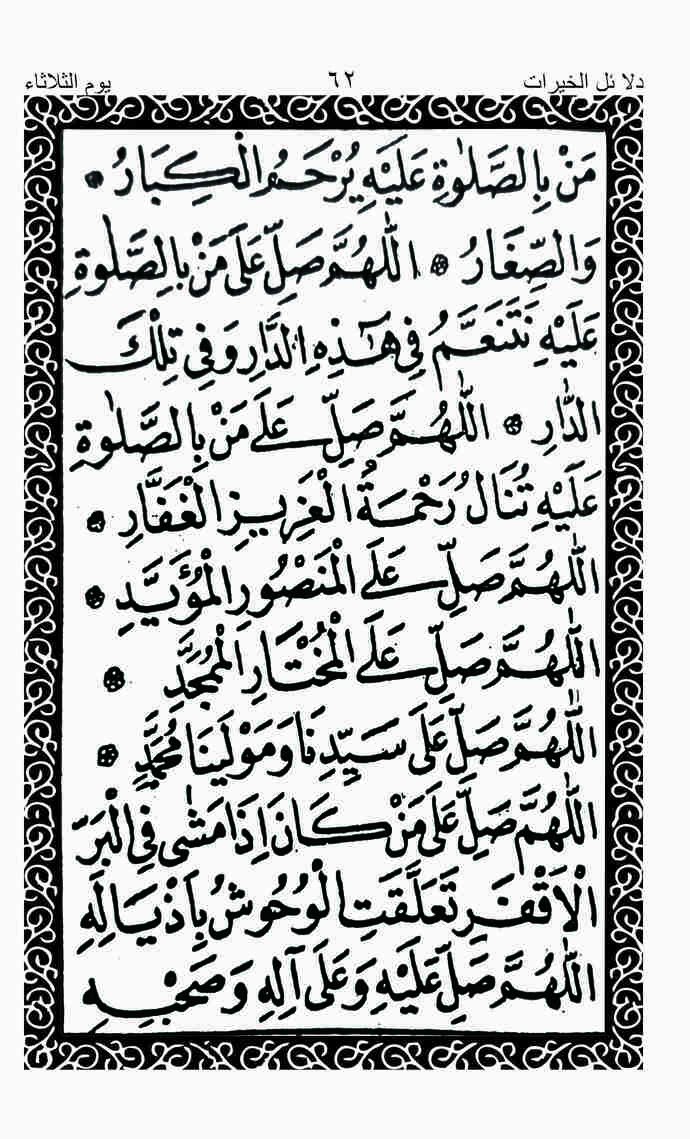 دلا ئل الخيرات ٦٢ يوم الثلاثاء
مَنْ بِالصَّلٰوةِ عَلَيْهِ يُرْحَمُ الْكِبَارُ ۞
وَالصِّغَارُ ۞ اَللّٰهُمَّ صَلِّ عَلَى مَنْ بِالصَّلٰوةِ
عَلَيْهِ نَتَنَعَّمُ فِى هٰذِهِ الدَّارِ وَفِى تِلْكَ
الدَّارِ ۞ اَللّٰهُمَّ صَلِّ عَلَى مَنْ بِالصَّلٰوةِ
عَلَيْهِ تُنَالُ رَحْمَةُ الْعَزِيزِ الْغَفَّارِ ۞
اَللّٰهُمَّ صَلِّ عَلَى الْمَنْصُورِ الْمُؤَيَّدِ ۞
اَللّٰهُمَّ صَلِّ عَلَى الْمُخْتَارِ الْمُمَجَّدِ ۞
اَللّٰهُمَّ صَلِّ عَلَى سَيِّدِنَا وَمَوْلَينَا مُحَمَّدٍ ۞
اَللّٰهُمَّ صَلِّ عَلَى مَنْ كَانَ اِذَا مَشٰى فِى الْبَرِّ
الْاَقْفَرِ تَعَلَّقَتِ الْوُحُوشُ بِاَذْيَالِهِ
اَللّٰهُمَّ صَلِّ عَلَيْهِ وَعَلَى آلِهِ وَصَحْبِهِ